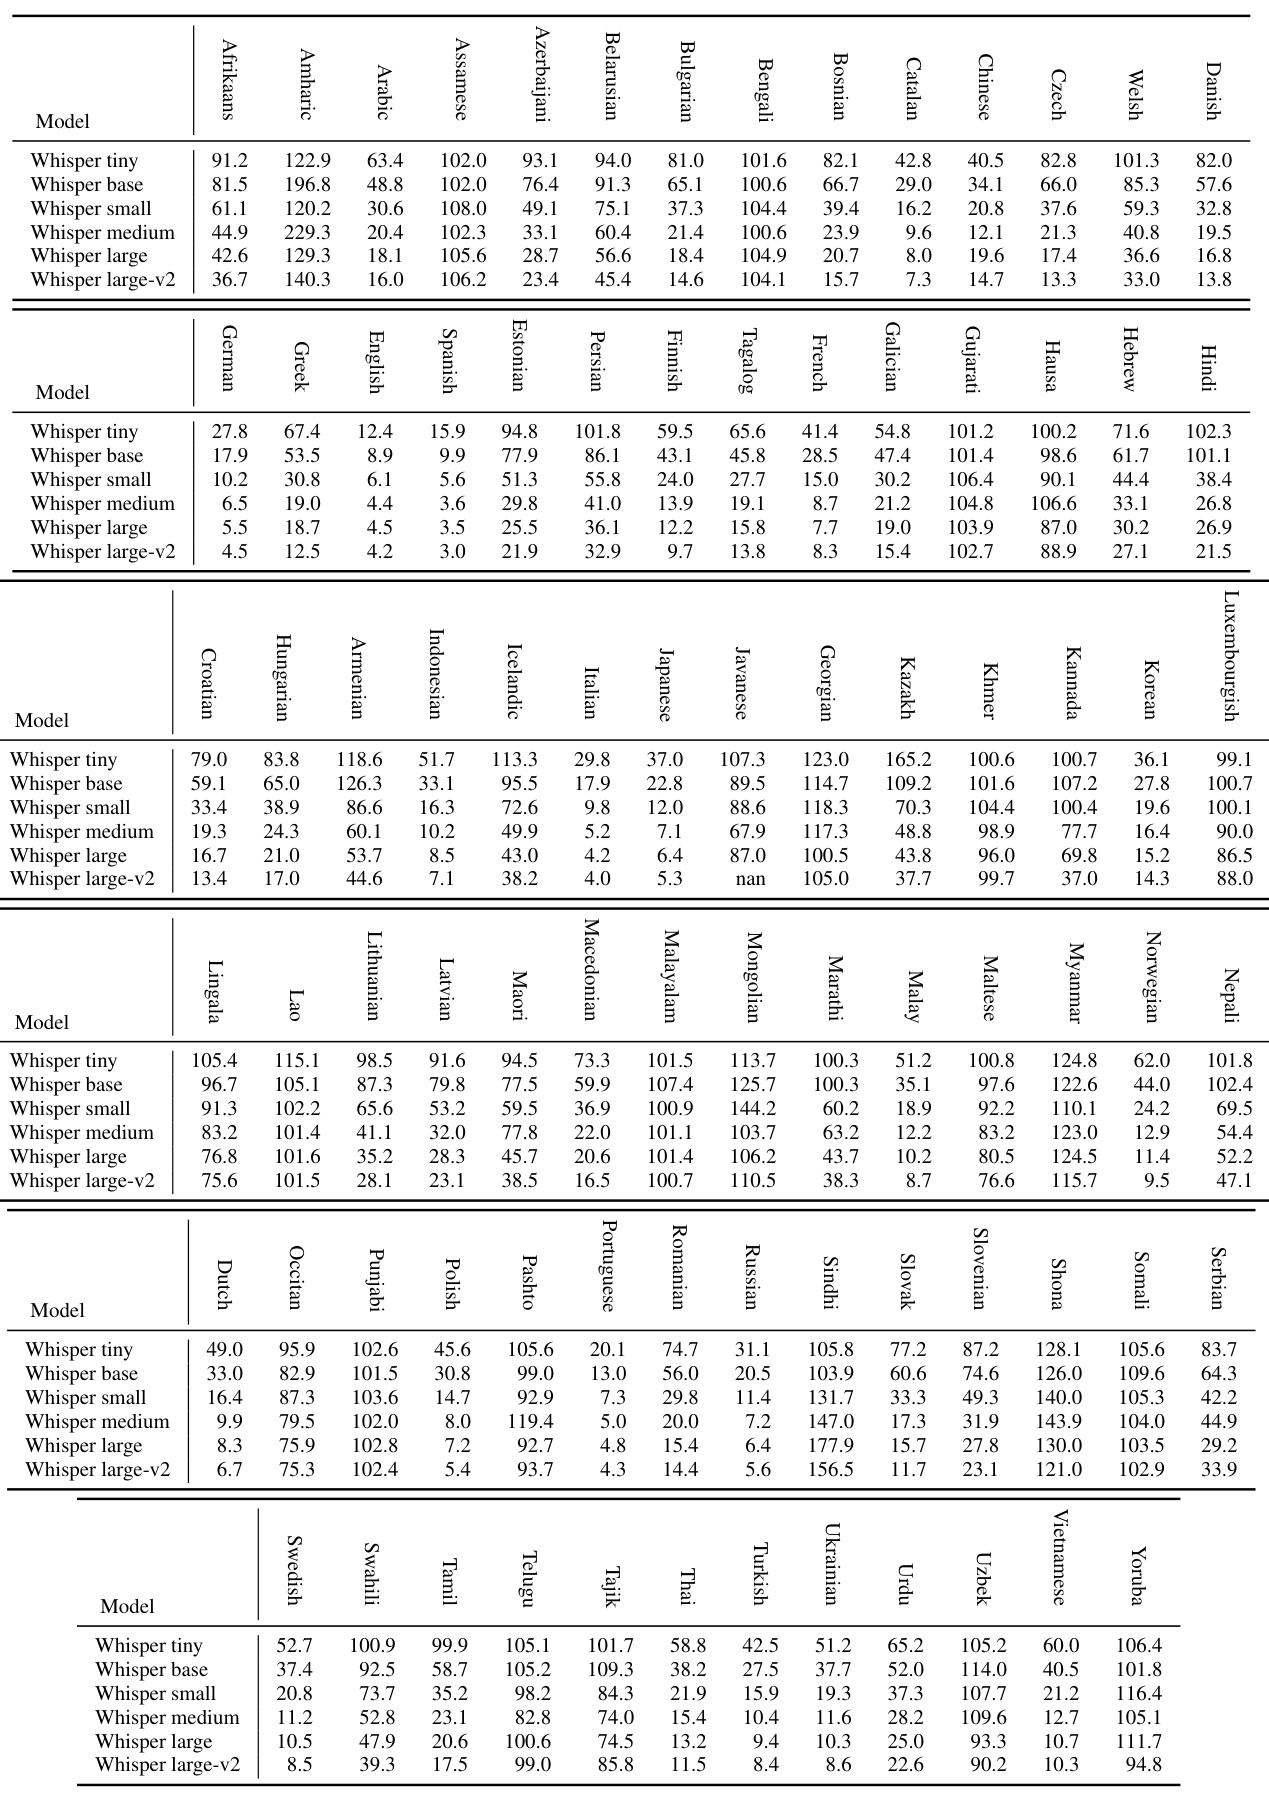 Model Afrikaans Amharic Arabic Assamese Azerbaijani Belarusian Bulgarian Bengali Bosnian Catalan Chinese Czech Welsh Danish
Whisper tiny 91.2 122.9 63.4 102.0 93.1 94.0 81.0 101.6 82.1 42.8 40.5 82.8 101.3 82.0
Whisper base 81.5 196.8 48.8 102.0 76.4 91.3 65.1 100.6 66.7 29.0 34.1 66.0 85.3 57.6
Whisper small 61.1 120.2 30.6 108.0 49.1 75.1 37.3 104.4 39.4 16.2 20.8 37.6 59.3 32.8
Whisper medium 44.9 229.3 20.4 102.3 33.1 60.4 21.4 100.6 23.9 9.6 12.1 21.3 40.8 19.5
Whisper large 42.6 129.3 18.1 105.6 28.7 56.6 18.4 104.9 20.7 8.0 19.6 17.4 36.6 16.8
Whisper large-v2 36.7 140.3 16.0 106.2 23.4 45.4 14.6 104.1 15.7 7.3 14.7 13.3 33.0 13.8
Model German Greek English Spanish Estonian Persian Finnish Tagalog French Galician Gujarati Hausa Hebrew Hindi
Whisper tiny 27.8 67.4 12.4 15.9 94.8 101.8 59.5 65.6 41.4 54.8 101.2 100.2 71.6 102.3
Whisper base 17.9 53.5 8.9 9.9 77.9 86.1 43.1 45.8 28.5 47.4 101.4 98.6 61.7 101.1
Whisper small 10.2 30.8 6.1 5.6 51.3 55.8 24.0 27.7 15.0 30.2 106.4 90.1 44.4 38.4
Whisper medium 6.5 19.0 4.4 3.6 29.8 41.0 13.9 19.1 8.7 21.2 104.8 106.6 33.1 26.8
Whisper large 5.5 18.7 4.5 3.5 25.5 36.1 12.2 15.8 7.7 19.0 103.9 87.0 30.2 26.9
Whisper large-v2 4.5 12.5 4.2 3.0 21.9 32.9 9.7 13.8 8.3 15.4 102.7 88.9 27.1 21.5
Model Croatian Hungarian Armenian Indonesian Icelandic Italian Japanese Javanese Georgian Kazakh Khmer Kannada Korean Luxembourgish
Whisper tiny 79.0 83.8 118.6 51.7 113.3 29.8 37.0 107.3 123.0 165.2 100.6 100.7 36.1 99.1
Whisper base 59.1 65.0 126.3 33.1 95.5 17.9 22.8 89.5 114.7 109.2 101.6 107.2 27.8 100.7
Whisper small 33.4 38.9 86.6 16.3 72.6 9.8 12.0 88.6 118.3 70.3 104.4 100.4 19.6 100.1
Whisper medium 19.3 24.3 60.1 10.2 49.9 5.2 7.1 67.9 117.3 48.8 98.9 77.7 16.4 90.0
Whisper large 16.7 21.0 53.7 8.5 43.0 4.2 6.4 87.0 100.5 43.8 96.0 69.8 15.2 86.5
Whisper large-v2 13.4 17.0 44.6 7.1 38.2 4.0 5.3 nan 105.0 37.7 99.7 37.0 14.3 88.0
Model Lingala Lao Lithuanian Latvian Maori Macedonian Malayalam Mongolian Marathi Malay Maltese Myanmar Norwegian Nepali
Whisper tiny 105.4 115.1 98.5 91.6 94.5 73.3 101.5 113.7 100.3 51.2 100.8 124.8 62.0 101.8
Whisper base 96.7 105.1 87.3 79.8 77.5 59.9 107.4 125.7 100.3 35.1 97.6 122.6 44.0 102.4
Whisper small 91.3 102.2 65.6 53.2 59.5 36.9 100.9 144.2 60.2 18.9 92.2 110.1 24.2 69.5
Whisper medium 83.2 101.4 41.1 32.0 77.8 22.0 101.1 103.7 63.2 12.2 83.2 123.0 12.9 54.4
Whisper large 76.8 101.6 35.2 28.3 45.7 20.6 101.4 106.2 43.7 10.2 80.5 124.5 11.4 52.2
Whisper large-v2 75.6 101.5 28.1 23.1 38.5 16.5 100.7 110.5 38.3 8.7 76.6 115.7 9.5 47.1
Model Dutch Occitan Punjabi Polish Pashto Portuguese Romanian Russian Sindhi Slovak Slovenian Shona Somali Serbian
Whisper tiny 49.0 95.9 102.6 45.6 105.6 20.1 74.7 31.1 105.8 77.2 87.2 128.1 105.6 83.7
Whisper base 33.0 82.9 101.5 30.8 99.0 13.0 56.0 20.5 103.9 60.6 74.6 126.0 109.6 64.3
Whisper small 16.4 87.3 103.6 14.7 92.9 7.3 29.8 11.4 131.7 33.3 49.3 140.0 105.3 42.2
Whisper medium 9.9 79.5 102.0 8.0 119.4 5.0 20.0 7.2 147.0 17.3 31.9 143.9 104.0 44.9
Whisper large 8.3 75.9 102.8 7.2 92.7 4.8 15.4 6.4 177.9 15.7 27.8 130.0 103.5 29.2
Whisper large-v2 6.7 75.3 102.4 5.4 93.7 4.3 14.4 5.6 156.5 11.7 23.1 121.0 102.9 33.9
Model Swedish Swahili Tamil Telugu Tajik Thai Turkish Ukrainian Urdu Uzbek Vietnamese Yoruba
Whisper tiny 52.7 100.9 99.9 105.1 101.7 58.8 42.5 51.2 65.2 105.2 60.0 106.4
Whisper base 37.4 92.5 58.7 105.2 109.3 38.2 27.5 37.7 52.0 114.0 40.5 101.8
Whisper small 20.8 73.7 35.2 98.2 84.3 21.9 15.9 19.3 37.3 107.7 21.2 116.4
Whisper medium 11.2 52.8 23.1 82.8 74.0 15.4 10.4 11.6 28.2 109.6 12.7 105.1
Whisper large 10.5 47.9 20.6 100.6 74.5 13.2 9.4 10.3 25.0 93.3 10.7 111.7
Whisper large-v2 8.5 39.3 17.5 99.0 85.8 11.5 8.4 8.6 22.6 90.2 10.3 94.8